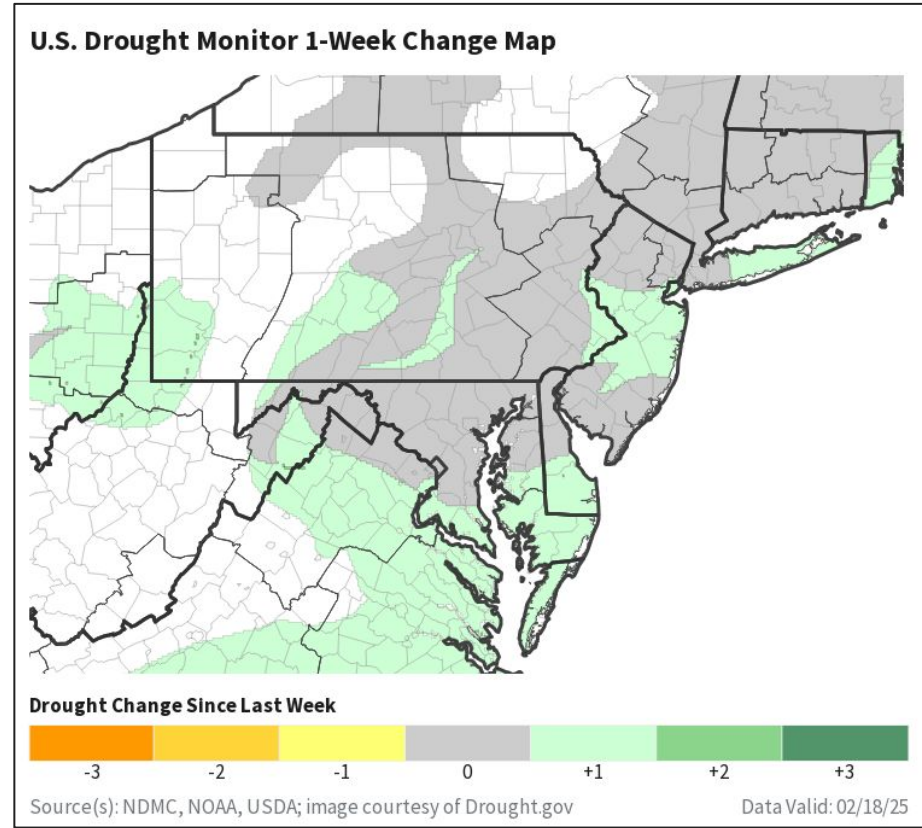 U.S. Drought Monitor 1-Week Change Map
Drought Change Since Last Week
-3 -2 -1 0 +1 +2 +3
Source(s): NDMC, NOAA, USDA; image courtesy of Drought.gov Data Valid: 02/18/25